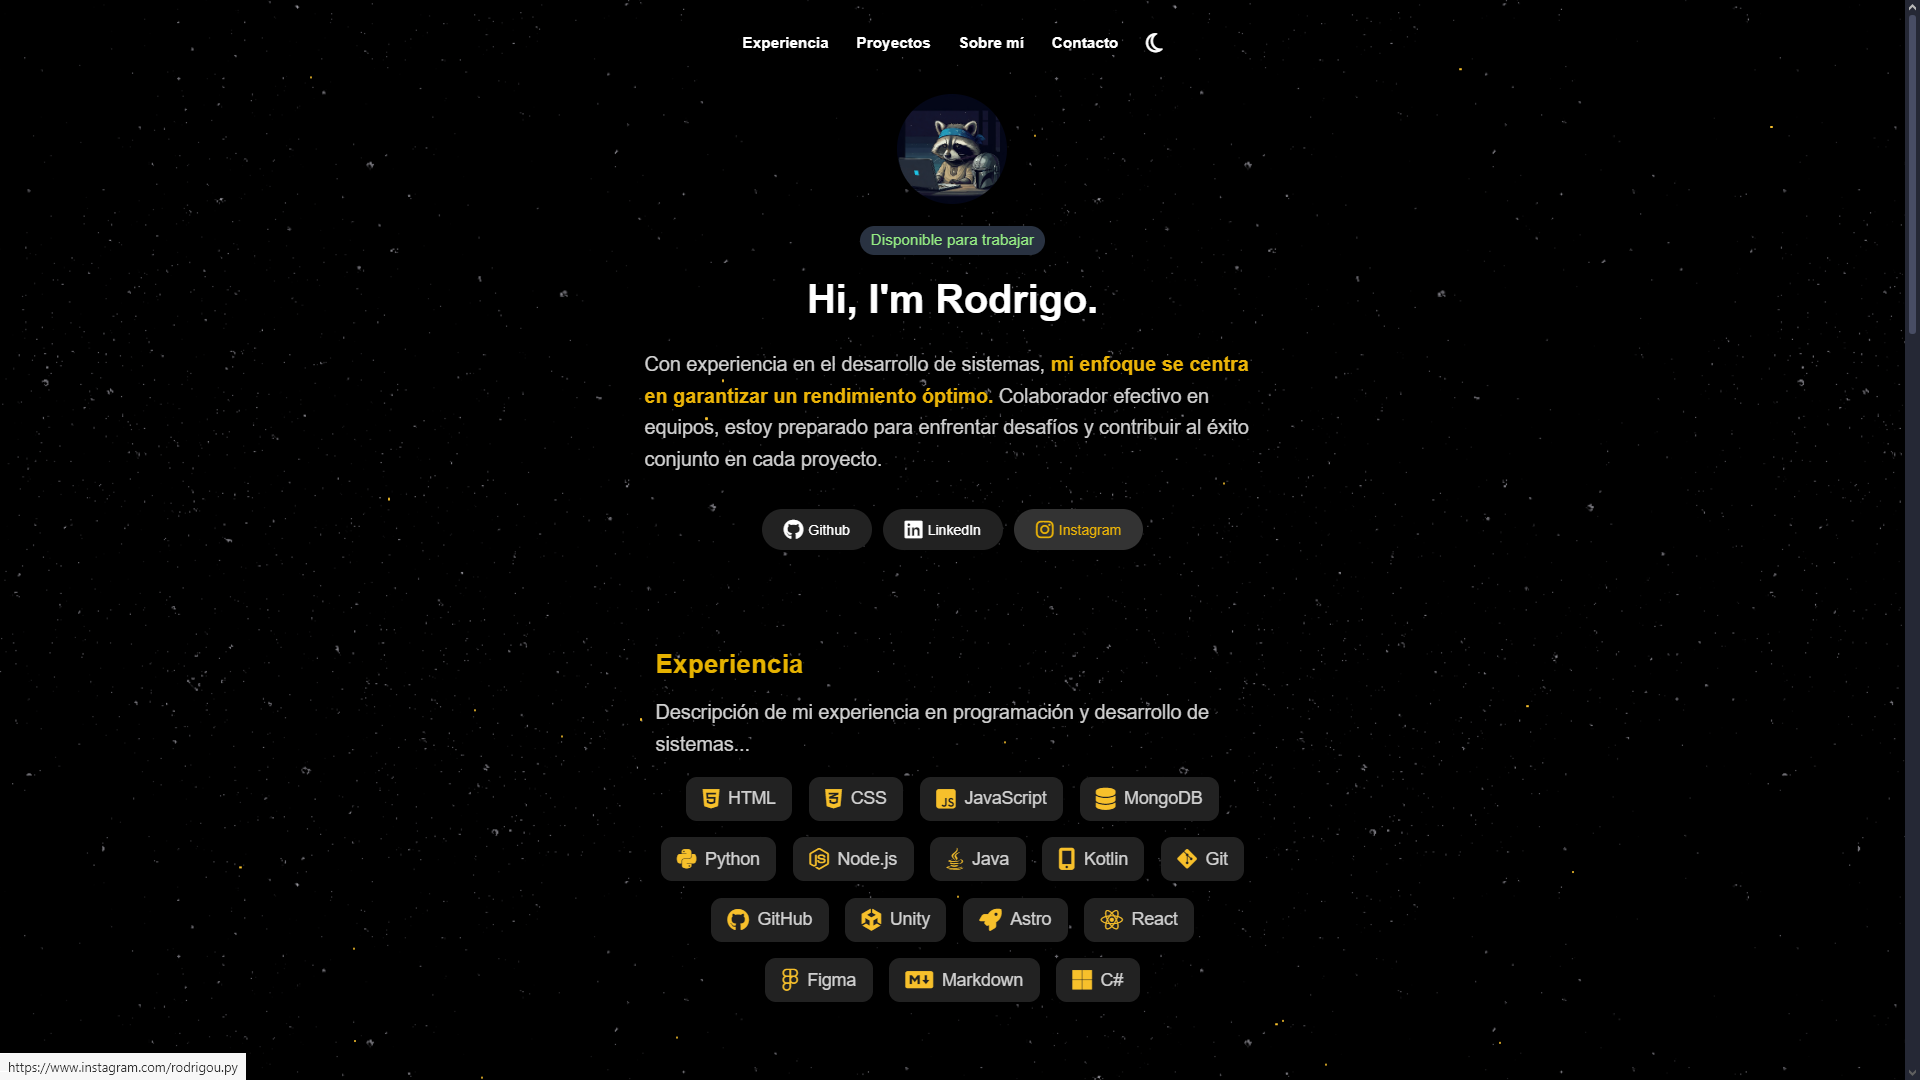 Experiencia Proyectos Sobre mí Contacto
Disponible para trabajar
Hi, I'm Rodrigo.
Con experiencia en el desarrollo de sistemas, mi enfoque se centra
en garantizar un rendimiento óptimo. Colaborador efectivo en
equipos, estoy preparado para enfrentar desafíos y contribuir al éxito
conjunto en cada proyecto.
Github LinkedIn Instagram
Experiencia
Descripción de mi experiencia en programación y desarrollo de
sistemas...
HTML CSS JavaScript MongoDB
Python Node.js Java Kotlin Git
GitHub Unity Astro React
Figma Markdown C#
https://www.instagram.com/rodrigou.py